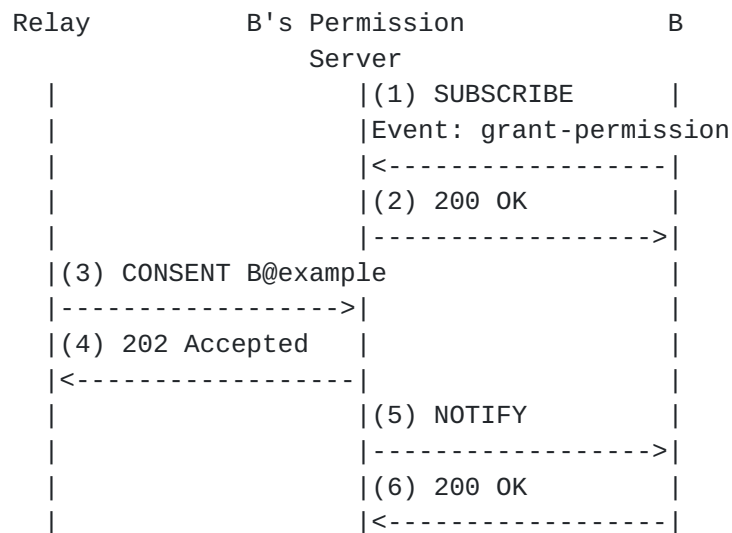 Relay          B's Permission             B
                   Server
  |                   |(1) SUBSCRIBE      |
  |                   |Event: grant-permission
  |                   |<------------------|
  |                   |(2) 200 OK         |
  |                   |------------------>|
  |(3) CONSENT B@example                  |
  |------------------>|                   |
  |(4) 202 Accepted   |                   |
  |<------------------|                   |
  |                   |(5) NOTIFY         |
  |                   |------------------>|
  |                   |(6) 200 OK         |
  |                   |<------------------|